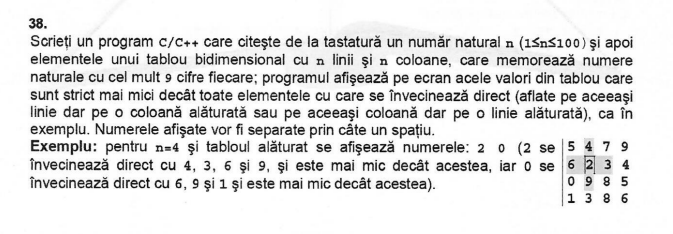 38.
Scrieți un program C/C++ care citește de la tastatură un număr natural n (1≤n≤100) și apoi
elementele unui tablou bidimensional cu n linii și n coloane, care memorează numere
naturale cu cel mult 9 cifre fiecare; programul afișează pe ecran acele valori din tablou care
sunt strict mai mici decât toate elementele cu care se învecinează direct (aflate pe aceeași
linie dar pe o coloană alăturată sau pe aceeași coloană dar pe o linie alăturată), ca în
exemplu. Numerele afișate vor fi separate prin câte un spațiu.
Exemplu: pentru n=4 și tabloul alăturat se afișează numerele: 2 0 (2 se
învecinează direct cu 4, 3, 6 și 9, și este mai mic decât acestea, iar 0 se
învecinează direct cu 6, 9 și 1 și este mai mic decât acestea).
5 4 7 9
6 2 3 4
0 9 8 5
1 3 8 6